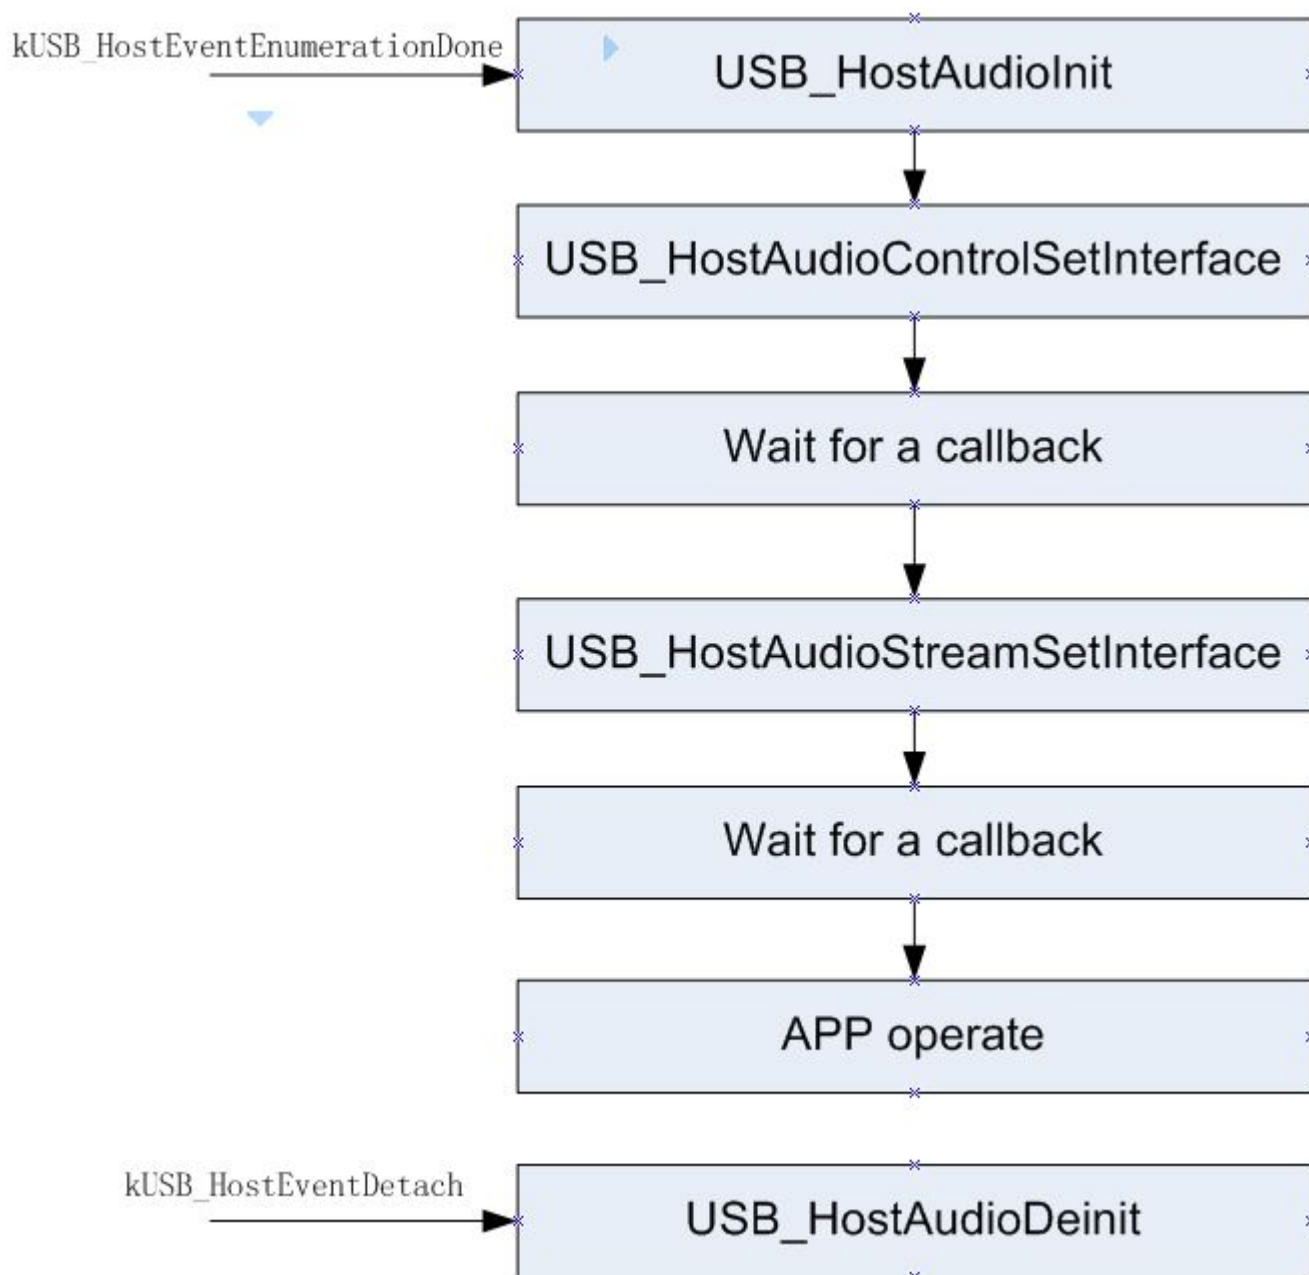 kUSB_HostEventEnumerationDone
USB_HostAudioInit
USB_HostAudioControlSetInterface
Wait for a callback
USB_HostAudioStreamSetInterface
Wait for a callback
APP operate
kUSB_HostEventDetach
USB_HostAudioDeinit